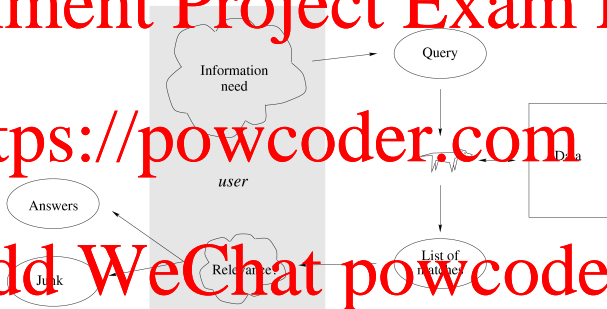 ment Project Exam
Query
Information
need
tps://powcoder.com
Data
user
Answers
List of
matches
Relevance
dd WeChat powcode
Junk